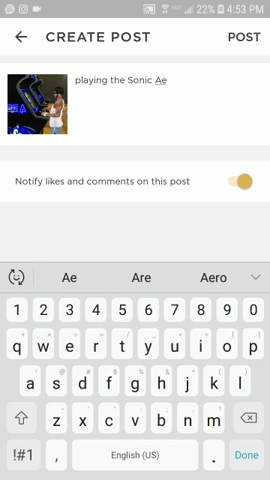 22% 4:53 PM
CREATE POST POST
playing the Sonic Ae
Notify likes and comments on this post
Ae Are Aero
1 2 3 4 5 6 7 8 9 0
q w e r t y u i o p
a s d f g h j k l
z x c v b n m
!#1 , English (US) . Done